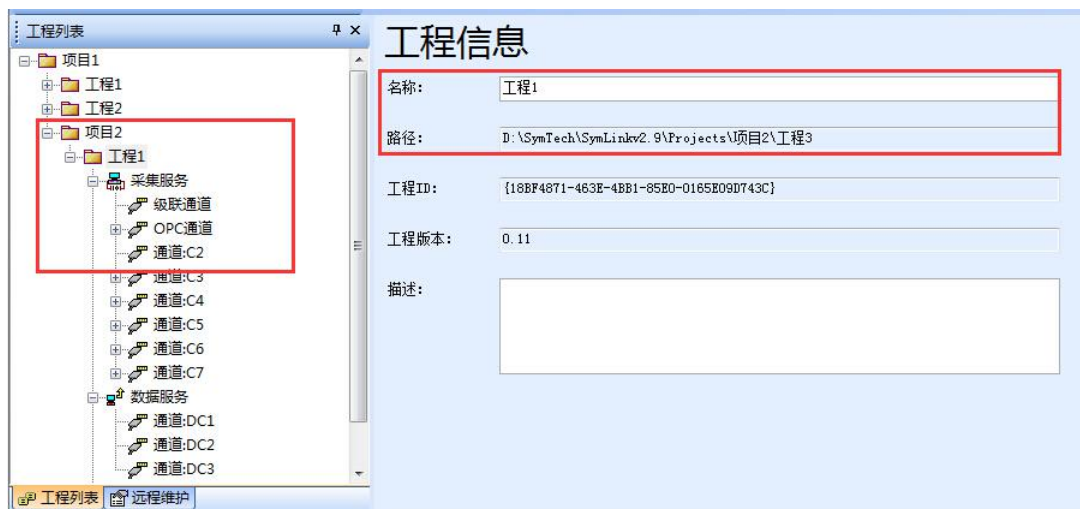 工程列表
项目1
工程1
工程2
项目2
工程1
采集服务
级联通道
OPC通道
通道:C2
通道:C3
通道:C4
通道:C5
通道:C6
通道:C7
数据服务
通道:DC1
通道:DC2
通道:DC3
工程列表 远程维护
工程信息
名称: 工程1
路径: D:\SymTech\SymLinkv2.9\Projects\项目2\工程3
工程ID: {18BF4871-463E-4BB1-85E0-0165E09D743C}
工程版本: 0.11
描述: